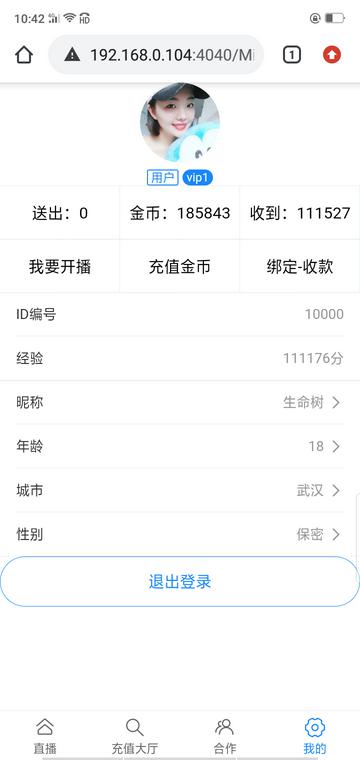 10:42 4G HD
192.168.0.104:4040/Mi
1
用户 vip1
送出：0 金币：185843 收到：111527
我要开播 充值金币 绑定-收款
ID编号 10000
经验 111176分
昵称 生命树
年龄 18
城市 武汉
性别 保密
退出登录
直播 充值大厅 合作 我的